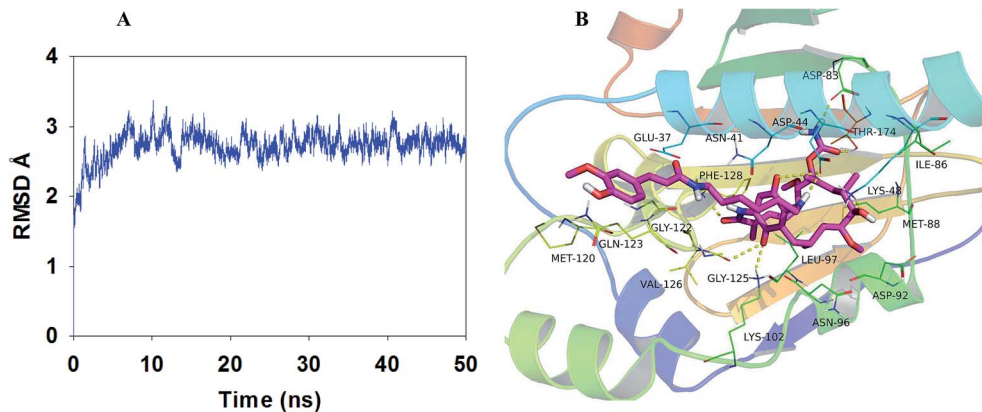 A
B
RMSD Å
4
3
2
1
0
0
10
20
30
40
50
Time (ns)
ASP-83
ASP-44
THR-174
GLU-37
ASN-41
ILE-86
PHE-128
LYS-48
MET-88
GLY-122
GLN-123
MET-120
LEU-97
GLY-125
VAL-126
ASP-92
ASN-96
LYS-102